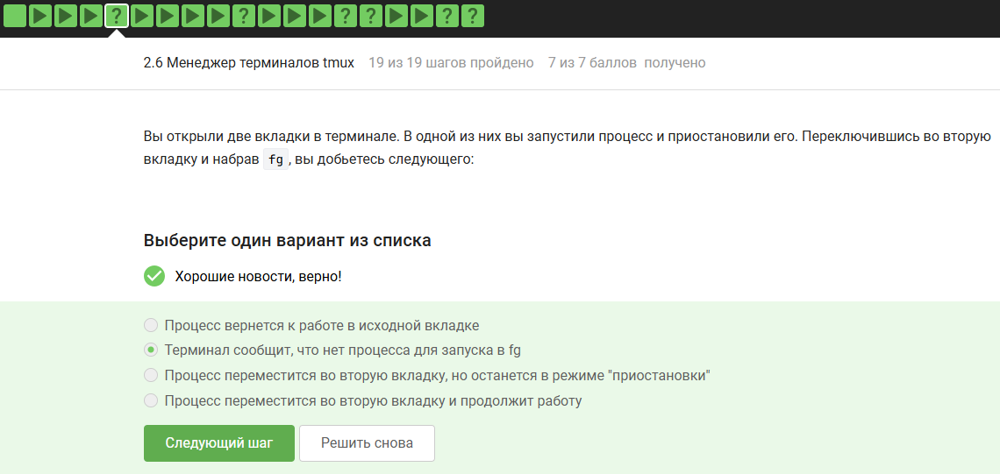 ? ? ? ? ? ?
2.6 Менеджер терминалов tmux 19 из 19 шагов пройдено 7 из 7 баллов получено
Вы открыли две вкладки в терминале. В одной из них вы запустили процесс и приостановили его. Переключившись во вторую
вкладку и набрав fg, вы добьетесь следующего:
Выберите один вариант из списка
Хорошие новости, верно!
Процесс вернется к работе в исходной вкладке
Терминал сообщит, что нет процесса для запуска в fg
Процесс переместится во вторую вкладку, но останется в режиме "приостановки"
Процесс переместится во вторую вкладку и продолжит работу
Следующий шаг Решить снова